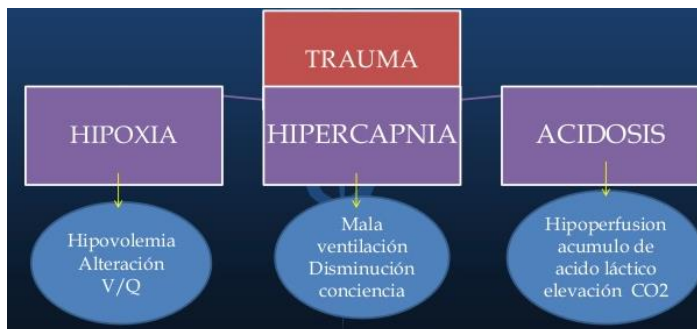 TRAUMA
HIPOXIA
HIPERCAPNIA
ACIDOSIS
Hipovolemia
Alteración
V/Q
Mala
ventilación
Disminución
conciencia
Hipoperfusion
acumulo de
acido láctico
elevación CO2